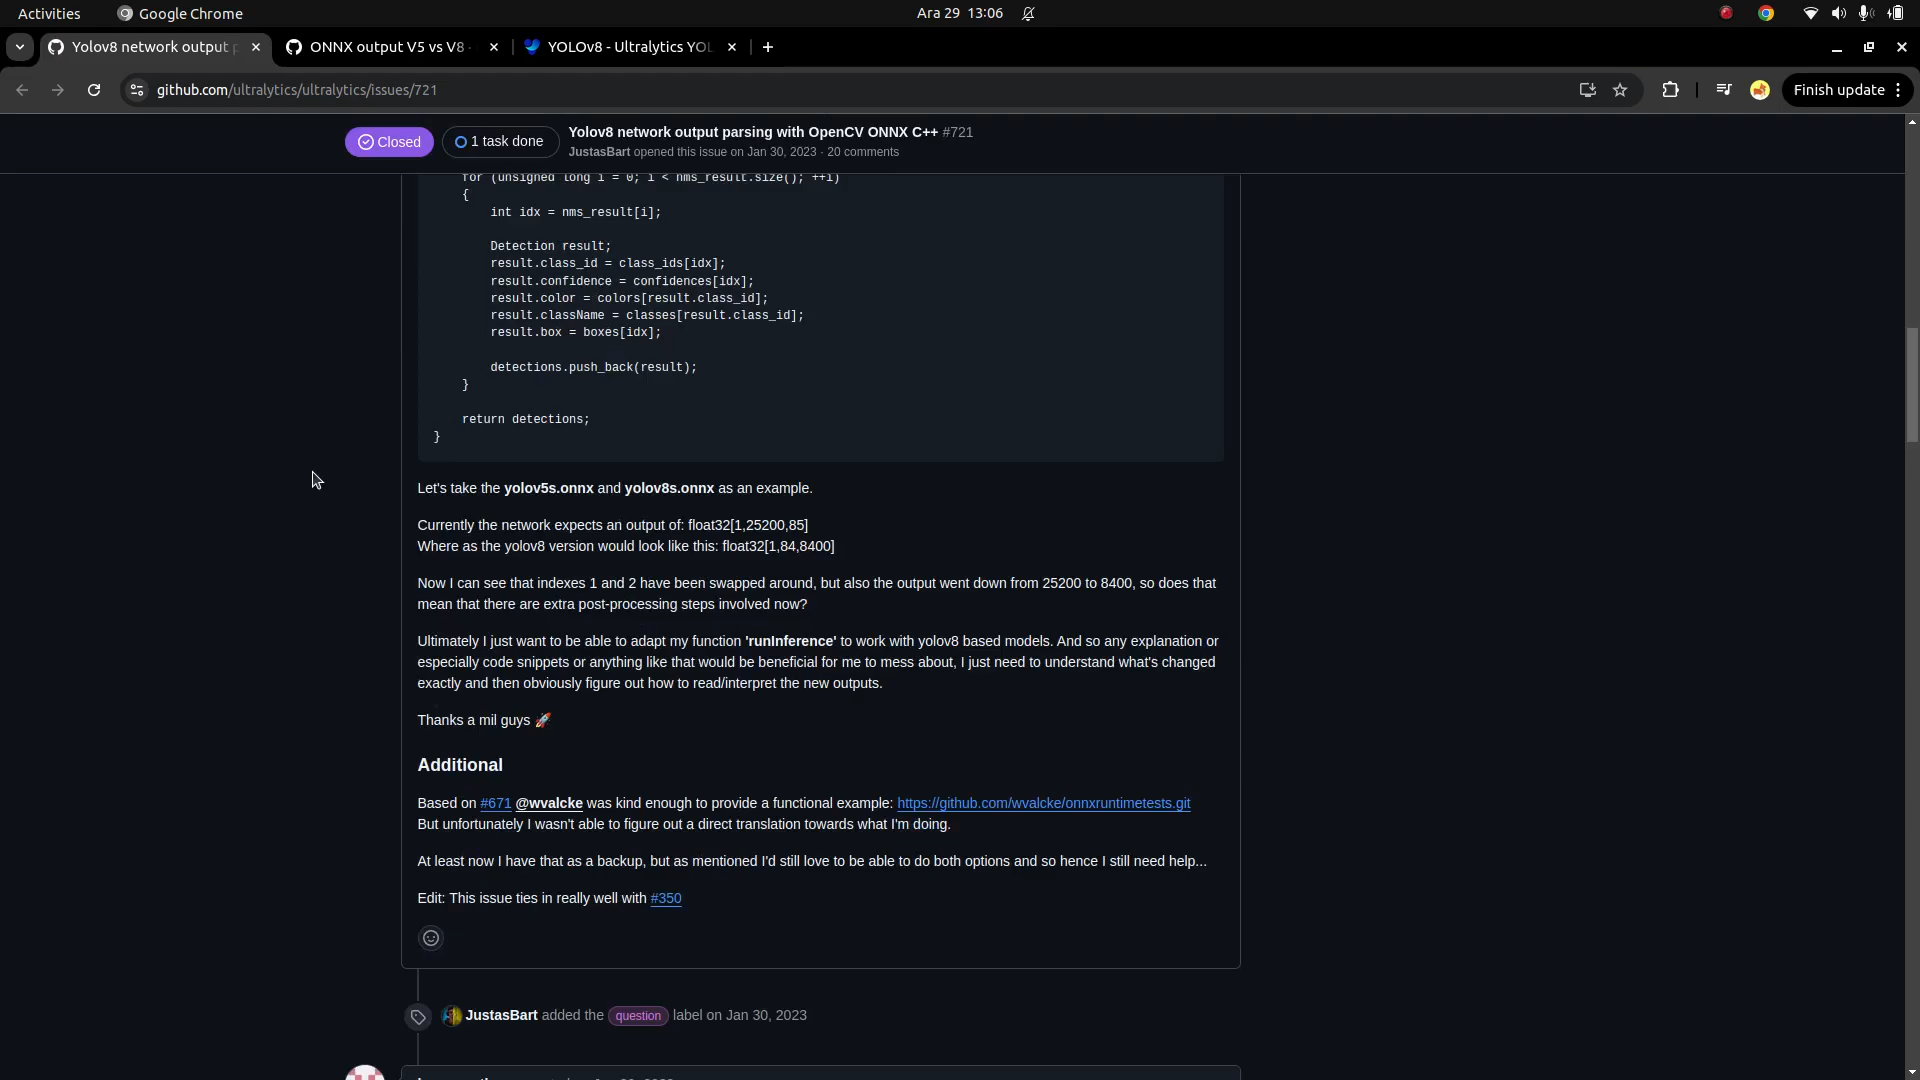 Activities
Google Chrome
Ara 29 13:06
Yolov8 network output p
ONNX output V5 vs V8 ·
YOLOv8 - Ultralytics YOL
github.com/ultralytics/ultralytics/issues/721
Finish update
Closed
1 task done
Yolov8 network output parsing with OpenCV ONNX C++ #721
JustasBart opened this issue on Jan 30, 2023 · 20 comments
for (unsigned long i = 0; i < nms_result.size(); ++i)
{
int idx = nms_result[i];
Detection result;
result.class_id = class_ids[idx];
result.confidence = confidences[idx];
result.color = colors[result.class_id];
result.className = classes[result.class_id];
result.box = boxes[idx];
detections.push_back(result);
}
return detections;
}
Let's take the yolov5s.onnx and yolov8s.onnx as an example.
Currently the network expects an output of: float32[1,25200,85]
Where as the yolov8 version would look like this: float32[1,84,8400]
Now I can see that indexes 1 and 2 have been swapped around, but also the output went down from 25200 to 8400, so does that
mean that there are extra post-processing steps involved now?
Ultimately I just want to be able to adapt my function 'runInference' to work with yolov8 based models. And so any explanation or
especially code snippets or anything like that would be beneficial for me to mess about, I just need to understand what's changed
exactly and then obviously figure out how to read/interpret the new outputs.
Thanks a mil guys 🚀
Additional
Based on #671 @wvalcke was kind enough to provide a functional example: https://github.com/wvalcke/onnxruntimetests.git
But unfortunately I wasn't able to figure out a direct translation towards what I'm doing.
At least now I have that as a backup, but as mentioned I'd still love to be able to do both options and so hence I still need help...
Edit: This issue ties in really well with #350
JustasBart added the question label on Jan 30, 2023